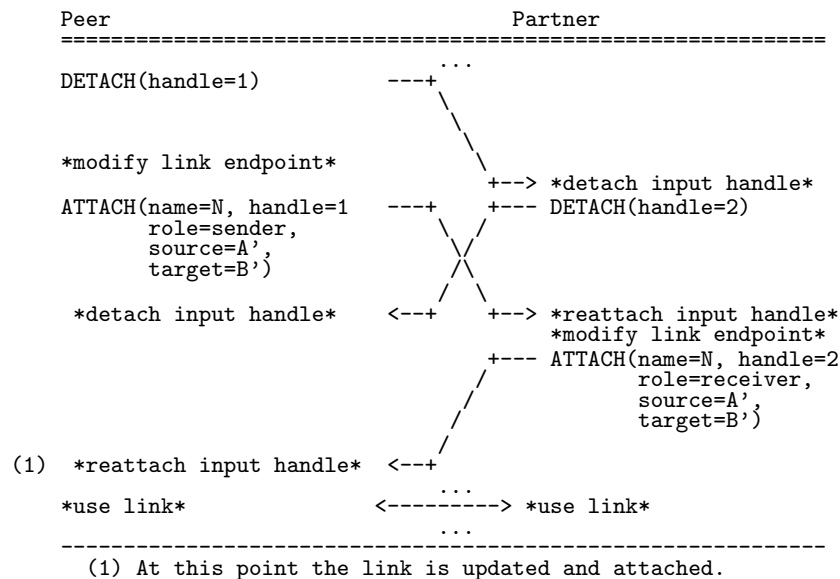 Peer                                Partner
=============================================================
                                 ...
DETACH(handle=1)          ---+
                              \
                               \
                                \
                                 \
*modify link endpoint*            \
                                   +--> *detach input handle*
ATTACH(name=N, handle=1   ---+     +--- DETACH(handle=2)
       role=sender,           \   /
       source=A',              \ /
       target=B')               X
                               / \
 *detach input handle*    <--+     +--> *reattach input handle*
                                        *modify link endpoint*
                                   +--- ATTACH(name=N, handle=2
                                  /            role=receiver,
                                 /             source=A',
                                /              target=B')
                               /
(1)  *reattach input handle*  <--+
                                 ...
*use link*               <---------> *use link*
                                 ...
-------------------------------------------------------------
(1) At this point the link is updated and attached.